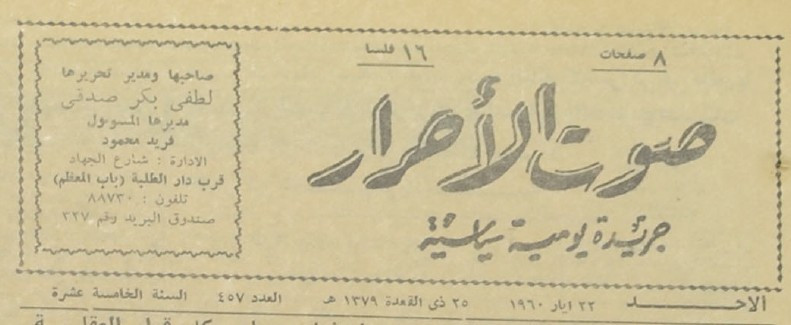 ٨ صفحات
١٦ فلسا
صوت الأحرار
جريدة يومية سياسية
صاحبها ومدير تحريرها
لطفي بكر صدقي
مديرها المسؤول
فريد محمود
الادارة : شارع الجهاد
قرب دار الطلبة (باب المعظم)
تلفون : ٨٨٧٣٠
صندوق البريد رقم ٣٢٧
الاحد ٢٢ ايار ١٩٦٠ ٢٥ ذى القعدة ١٣٧٩ هـ العدد ٤٥٧ السنة الخامسة عشرة